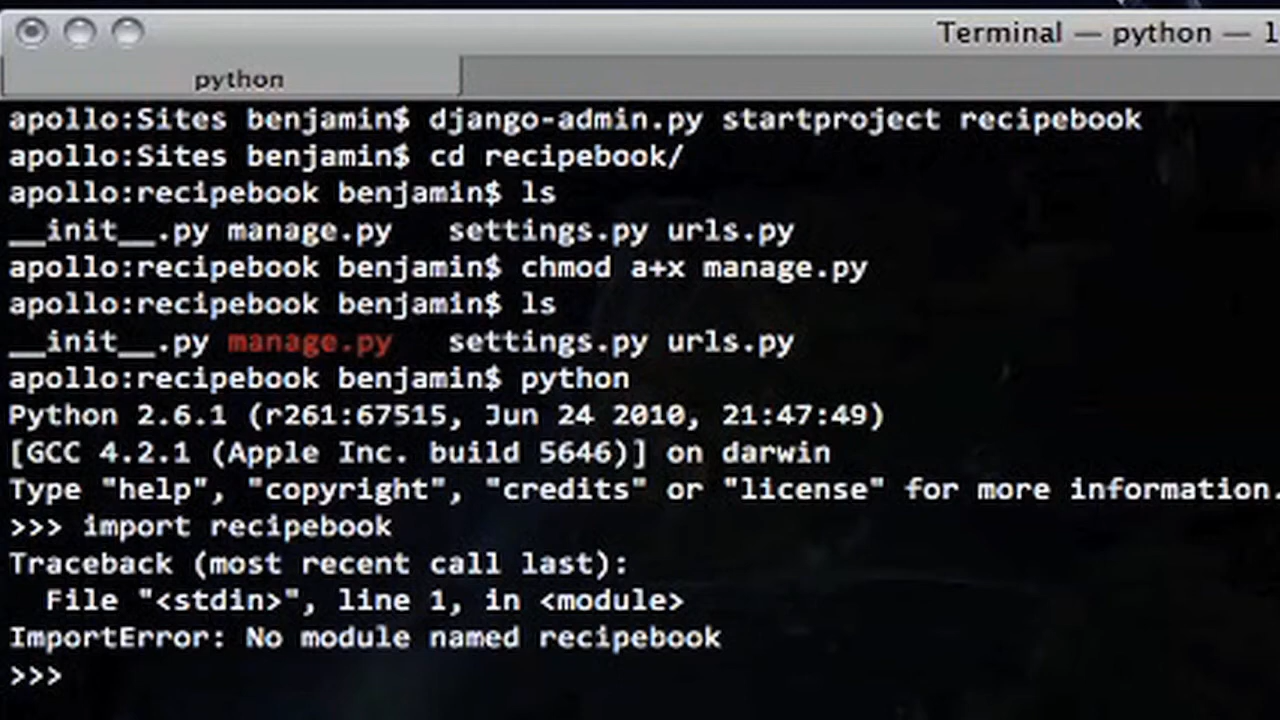 Terminal — python — 1
python
apollo:Sites benjamin$ django-admin.py startproject recipebook
apollo:Sites benjamin$ cd recipebook/
apollo:recipebook benjamin$ ls
__init__.py manage.py   settings.py urls.py
apollo:recipebook benjamin$ chmod a+x manage.py
apollo:recipebook benjamin$ ls
__init__.py manage.py   settings.py urls.py
apollo:recipebook benjamin$ python
Python 2.6.1 (r261:67515, Jun 24 2010, 21:47:49)
[GCC 4.2.1 (Apple Inc. build 5646)] on darwin
Type "help", "copyright", "credits" or "license" for more information.
>>> import recipebook
Traceback (most recent call last):
  File "<stdin>", line 1, in <module>
ImportError: No module named recipebook
>>>